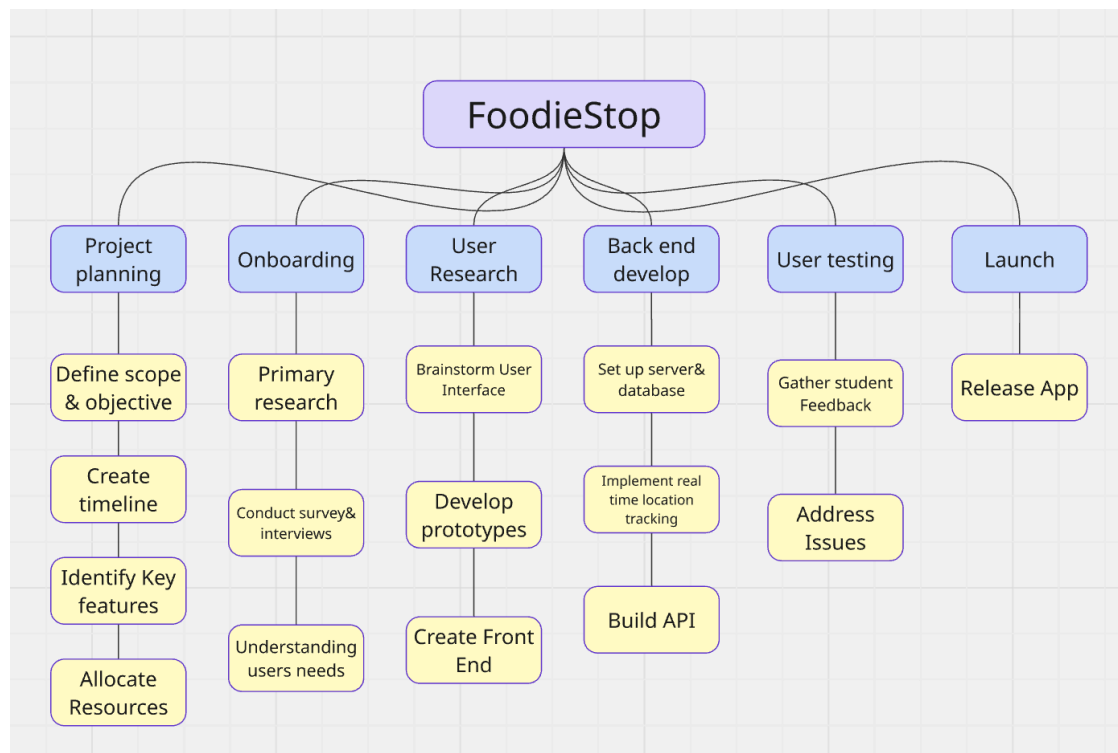 FoodieStop
Project
planning
Onboarding
User
Research
Back end
develop
User testing
Launch
Define scope
& objective
Create
timeline
Identify Key
features
Allocate
Resources
Primary
research
Conduct survey&
interviews
Understanding
users needs
Brainstorm User
Interface
Develop
prototypes
Create Front
End
Set up server&
database
Implement real
time location
tracking
Build API
Gather student
Feedback
Address
Issues
Release App